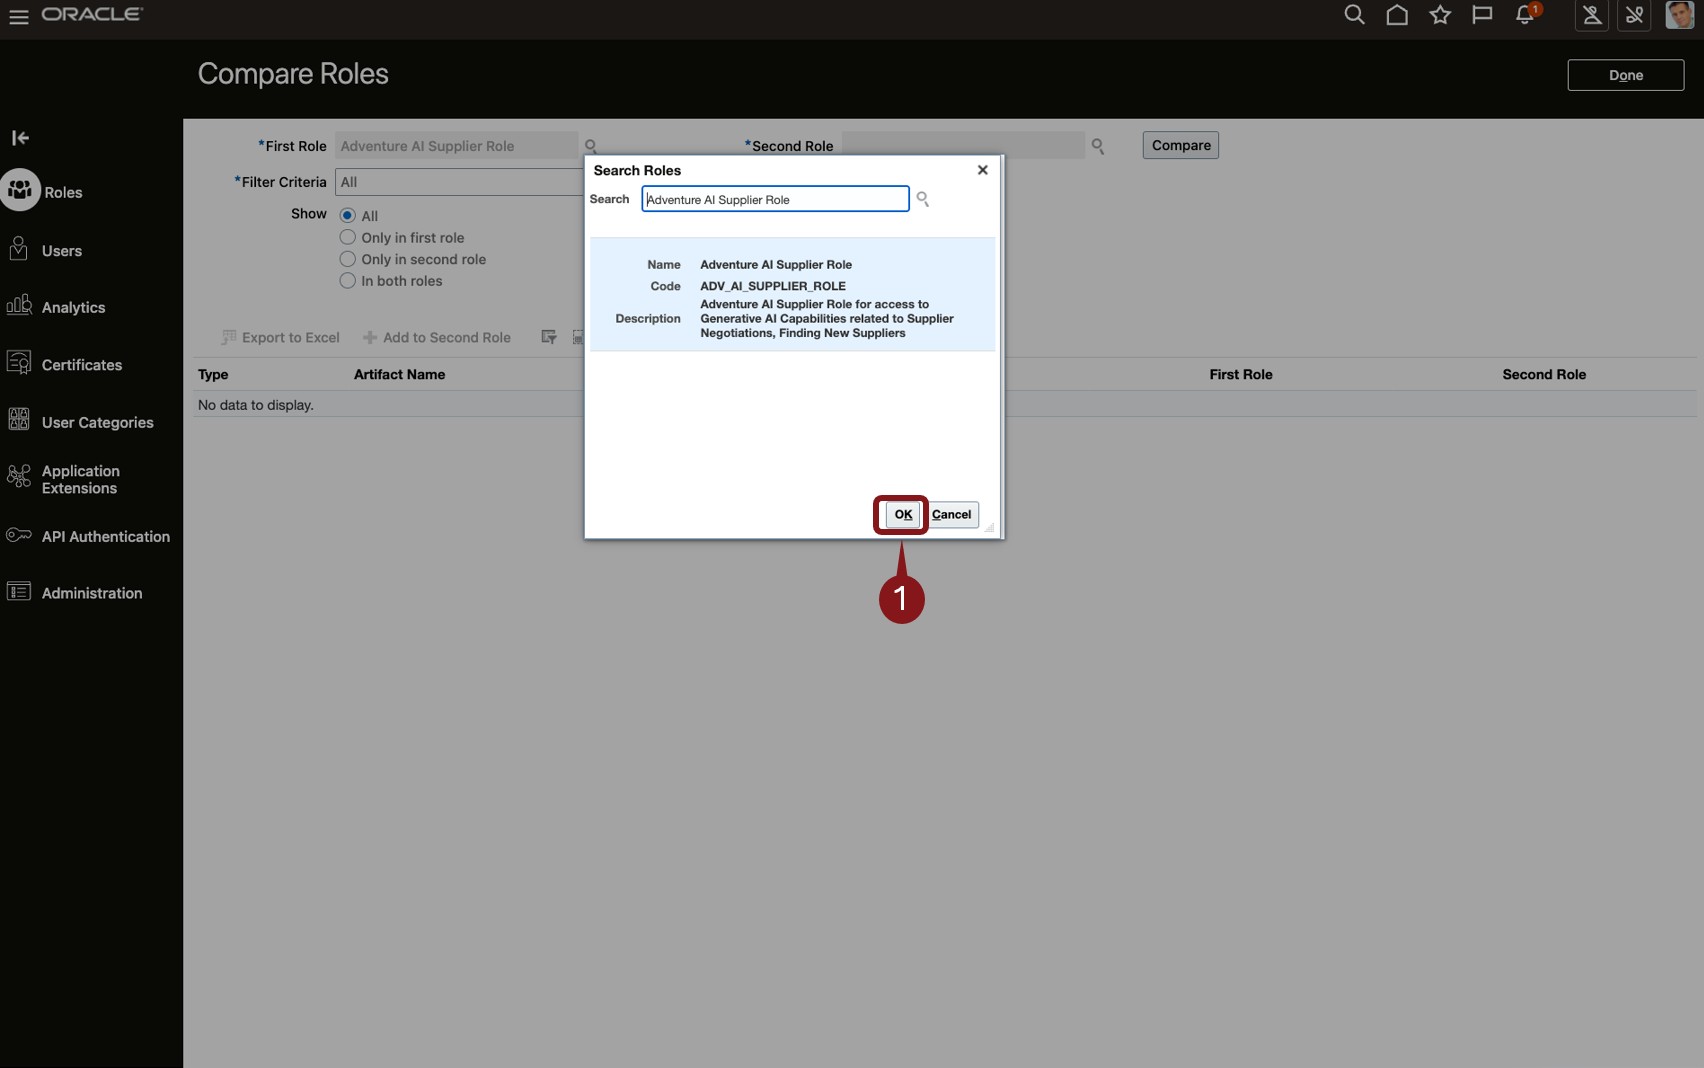 ORACLE
1
Compare Roles
Done
*First Role
Adventure AI Supplier Role
*Second Role
Compare
*Filter Criteria
All
Show
All
Only in first role
Only in second role
In both roles
Export to Excel
Add to Second Role
Type
Artifact Name
First Role
Second Role
No data to display.
Roles
Users
Analytics
Certificates
User Categories
Application
Extensions
API Authentication
Administration
Search Roles
Search
Adventure AI Supplier Role
Name
Adventure AI Supplier Role
Code
ADV_AI_SUPPLIER_ROLE
Description
Adventure AI Supplier Role for access to
Generative AI Capabilities related to Supplier
Negotiations, Finding New Suppliers
OK
Cancel
1